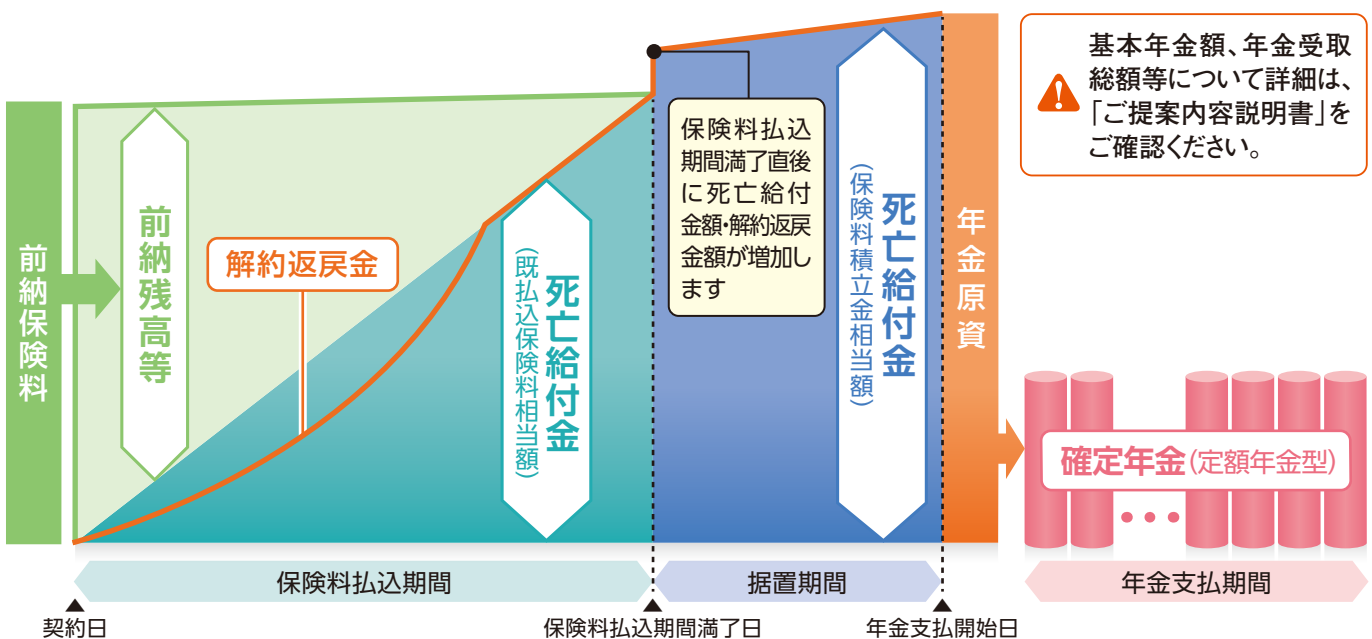 前納保険料
前納残高等
解約返戻金
死亡給付金
(既払込保険料相当額)
保険料払込
期間満了直後
に死亡給付
金額・解約返戻
金額が増加し
ます
死亡給付金
(保険料積立金相当額)
年金原資
基本年金額、年金受取
総額等について詳細は、
「ご提案内容説明書」を
ご確認ください。
確定年金(定額年金型)
保険料払込期間
据置期間
年金支払期間
契約日
保険料払込期間満了日
年金支払開始日